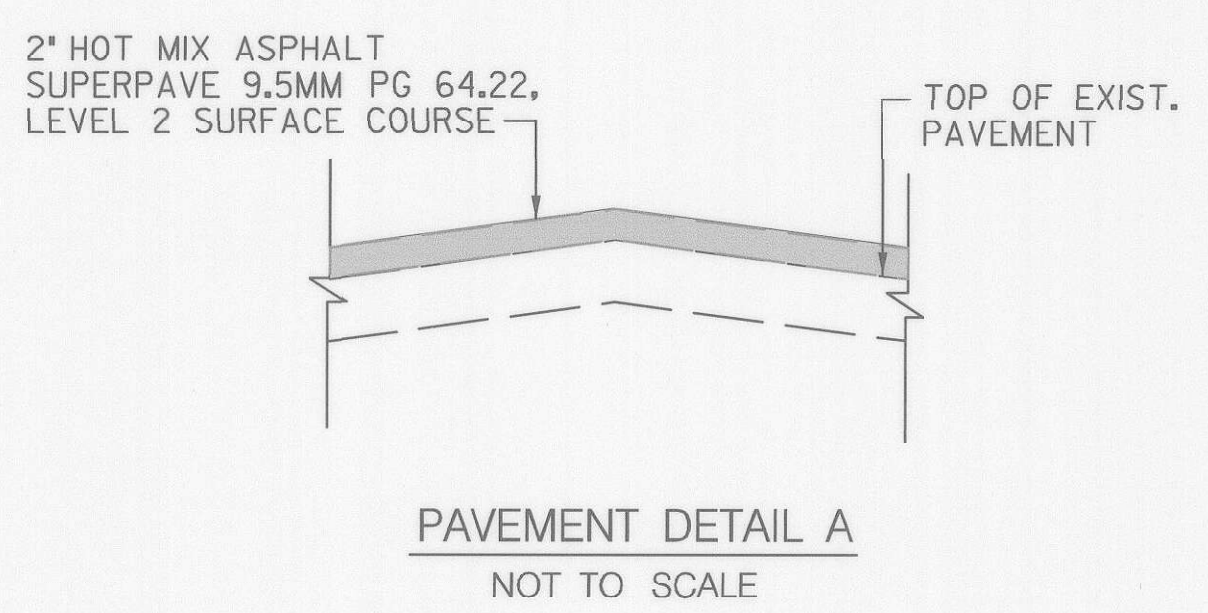 2" HOT MIX ASPHALT
SUPERPAVE 9.5MM PG 64.22,
LEVEL 2 SURFACE COURSE
TOP OF EXIST.
PAVEMENT
PAVEMENT DETAIL A
NOT TO SCALE